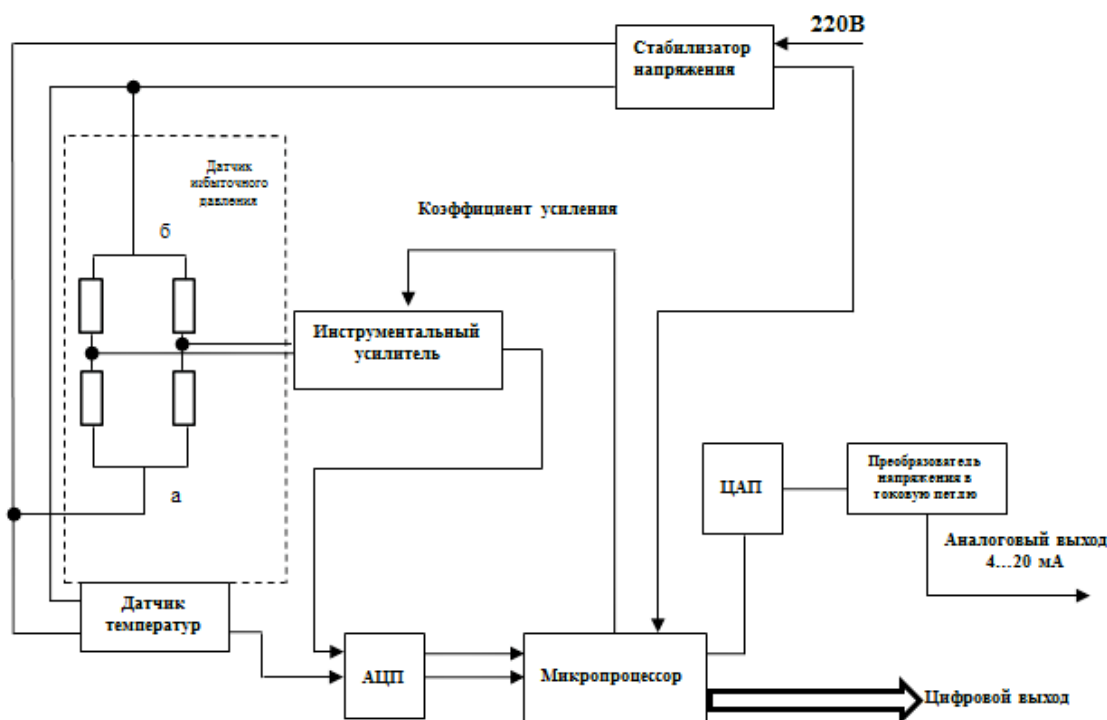 220В
Стабилизатор
напряжения
Датчик
избыточного
давления
б
Коэффициент усиления
Инструментальный
усилитель
а
ЦАП
Преобразователь
напряжения в
токовую петлю
Аналоговый выход
4…20 мА
Датчик
температур
АЦП
Микропроцессор
Цифровой выход